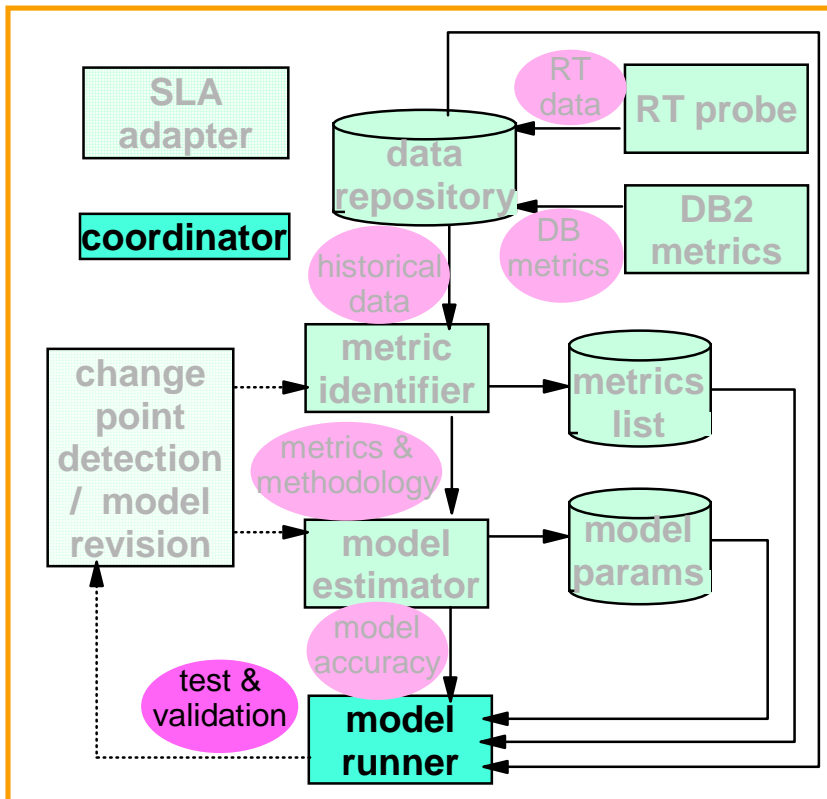 SLA
adapter
RT
data
RT probe
data
repository
coordinator
DB
metrics
DB2
metrics
historical
data
metric
identifier
metrics
list
change
point
detection
/ model
revision
metrics &
methodology
model
estimator
model
params
model
accuracy
test &
validation
model
runner